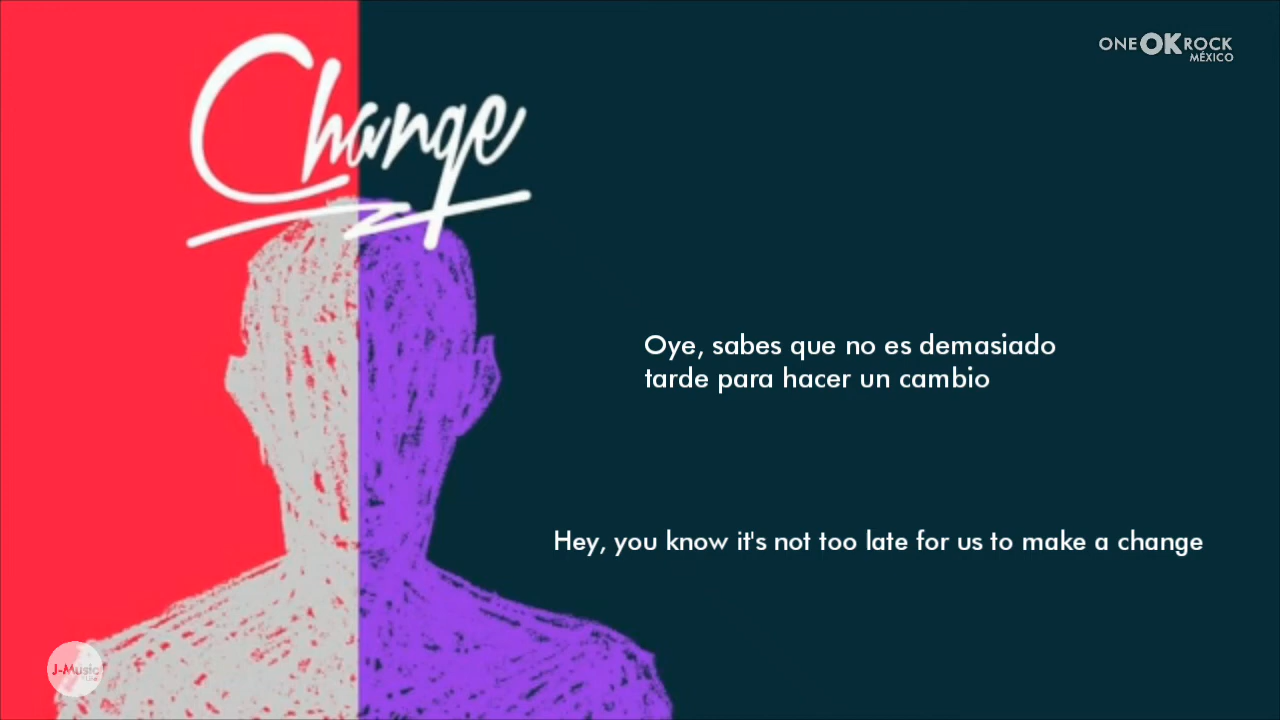 Change
ONE OK ROCK
MÉXICO
Oye, sabes que no es demasiado
tarde para hacer un cambio
Hey, you know it's not too late for us to make a change
J-Music